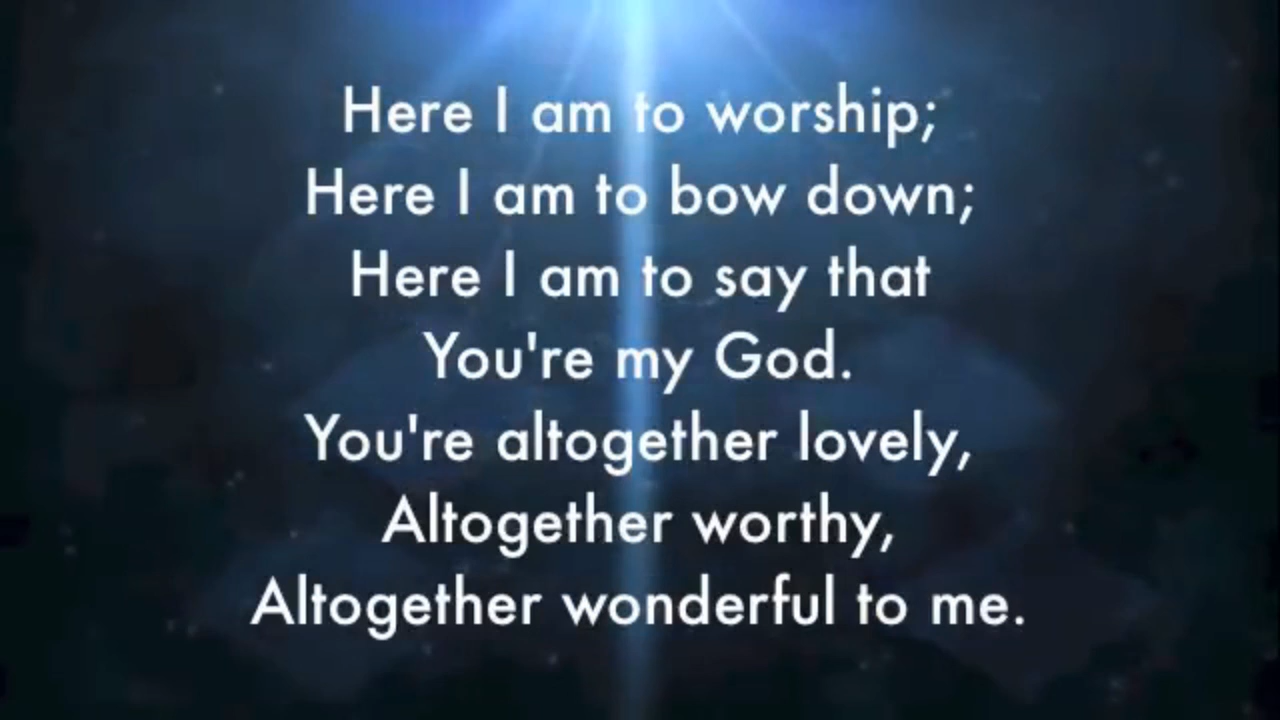 Here I am to worship;
Here I am to bow down;
Here I am to say that
You're my God.
You're altogether lovely,
Altogether worthy,
Altogether wonderful to me.